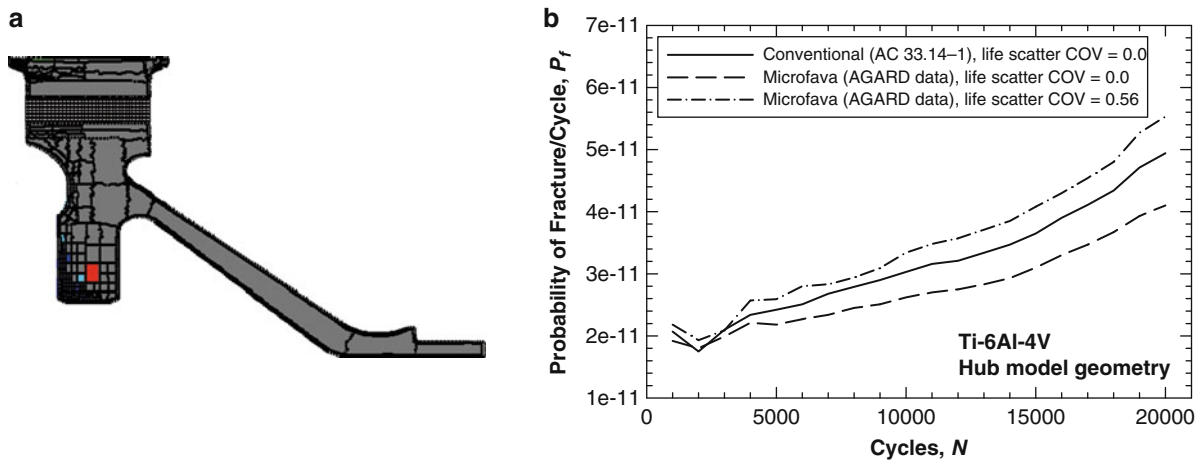 a
b
7e-11
6e-11
5e-11
4e-11
3e-11
2e-11
1e-11
Probability of Fracture/Cycle, Pf
Conventional (AC 33.14–1), life scatter COV = 0.0
Microfava (AGARD data), life scatter COV = 0.0
Microfava (AGARD data), life scatter COV = 0.56
Ti-6Al-4V
Hub model geometry
0
5000
10000
15000
20000
Cycles, N